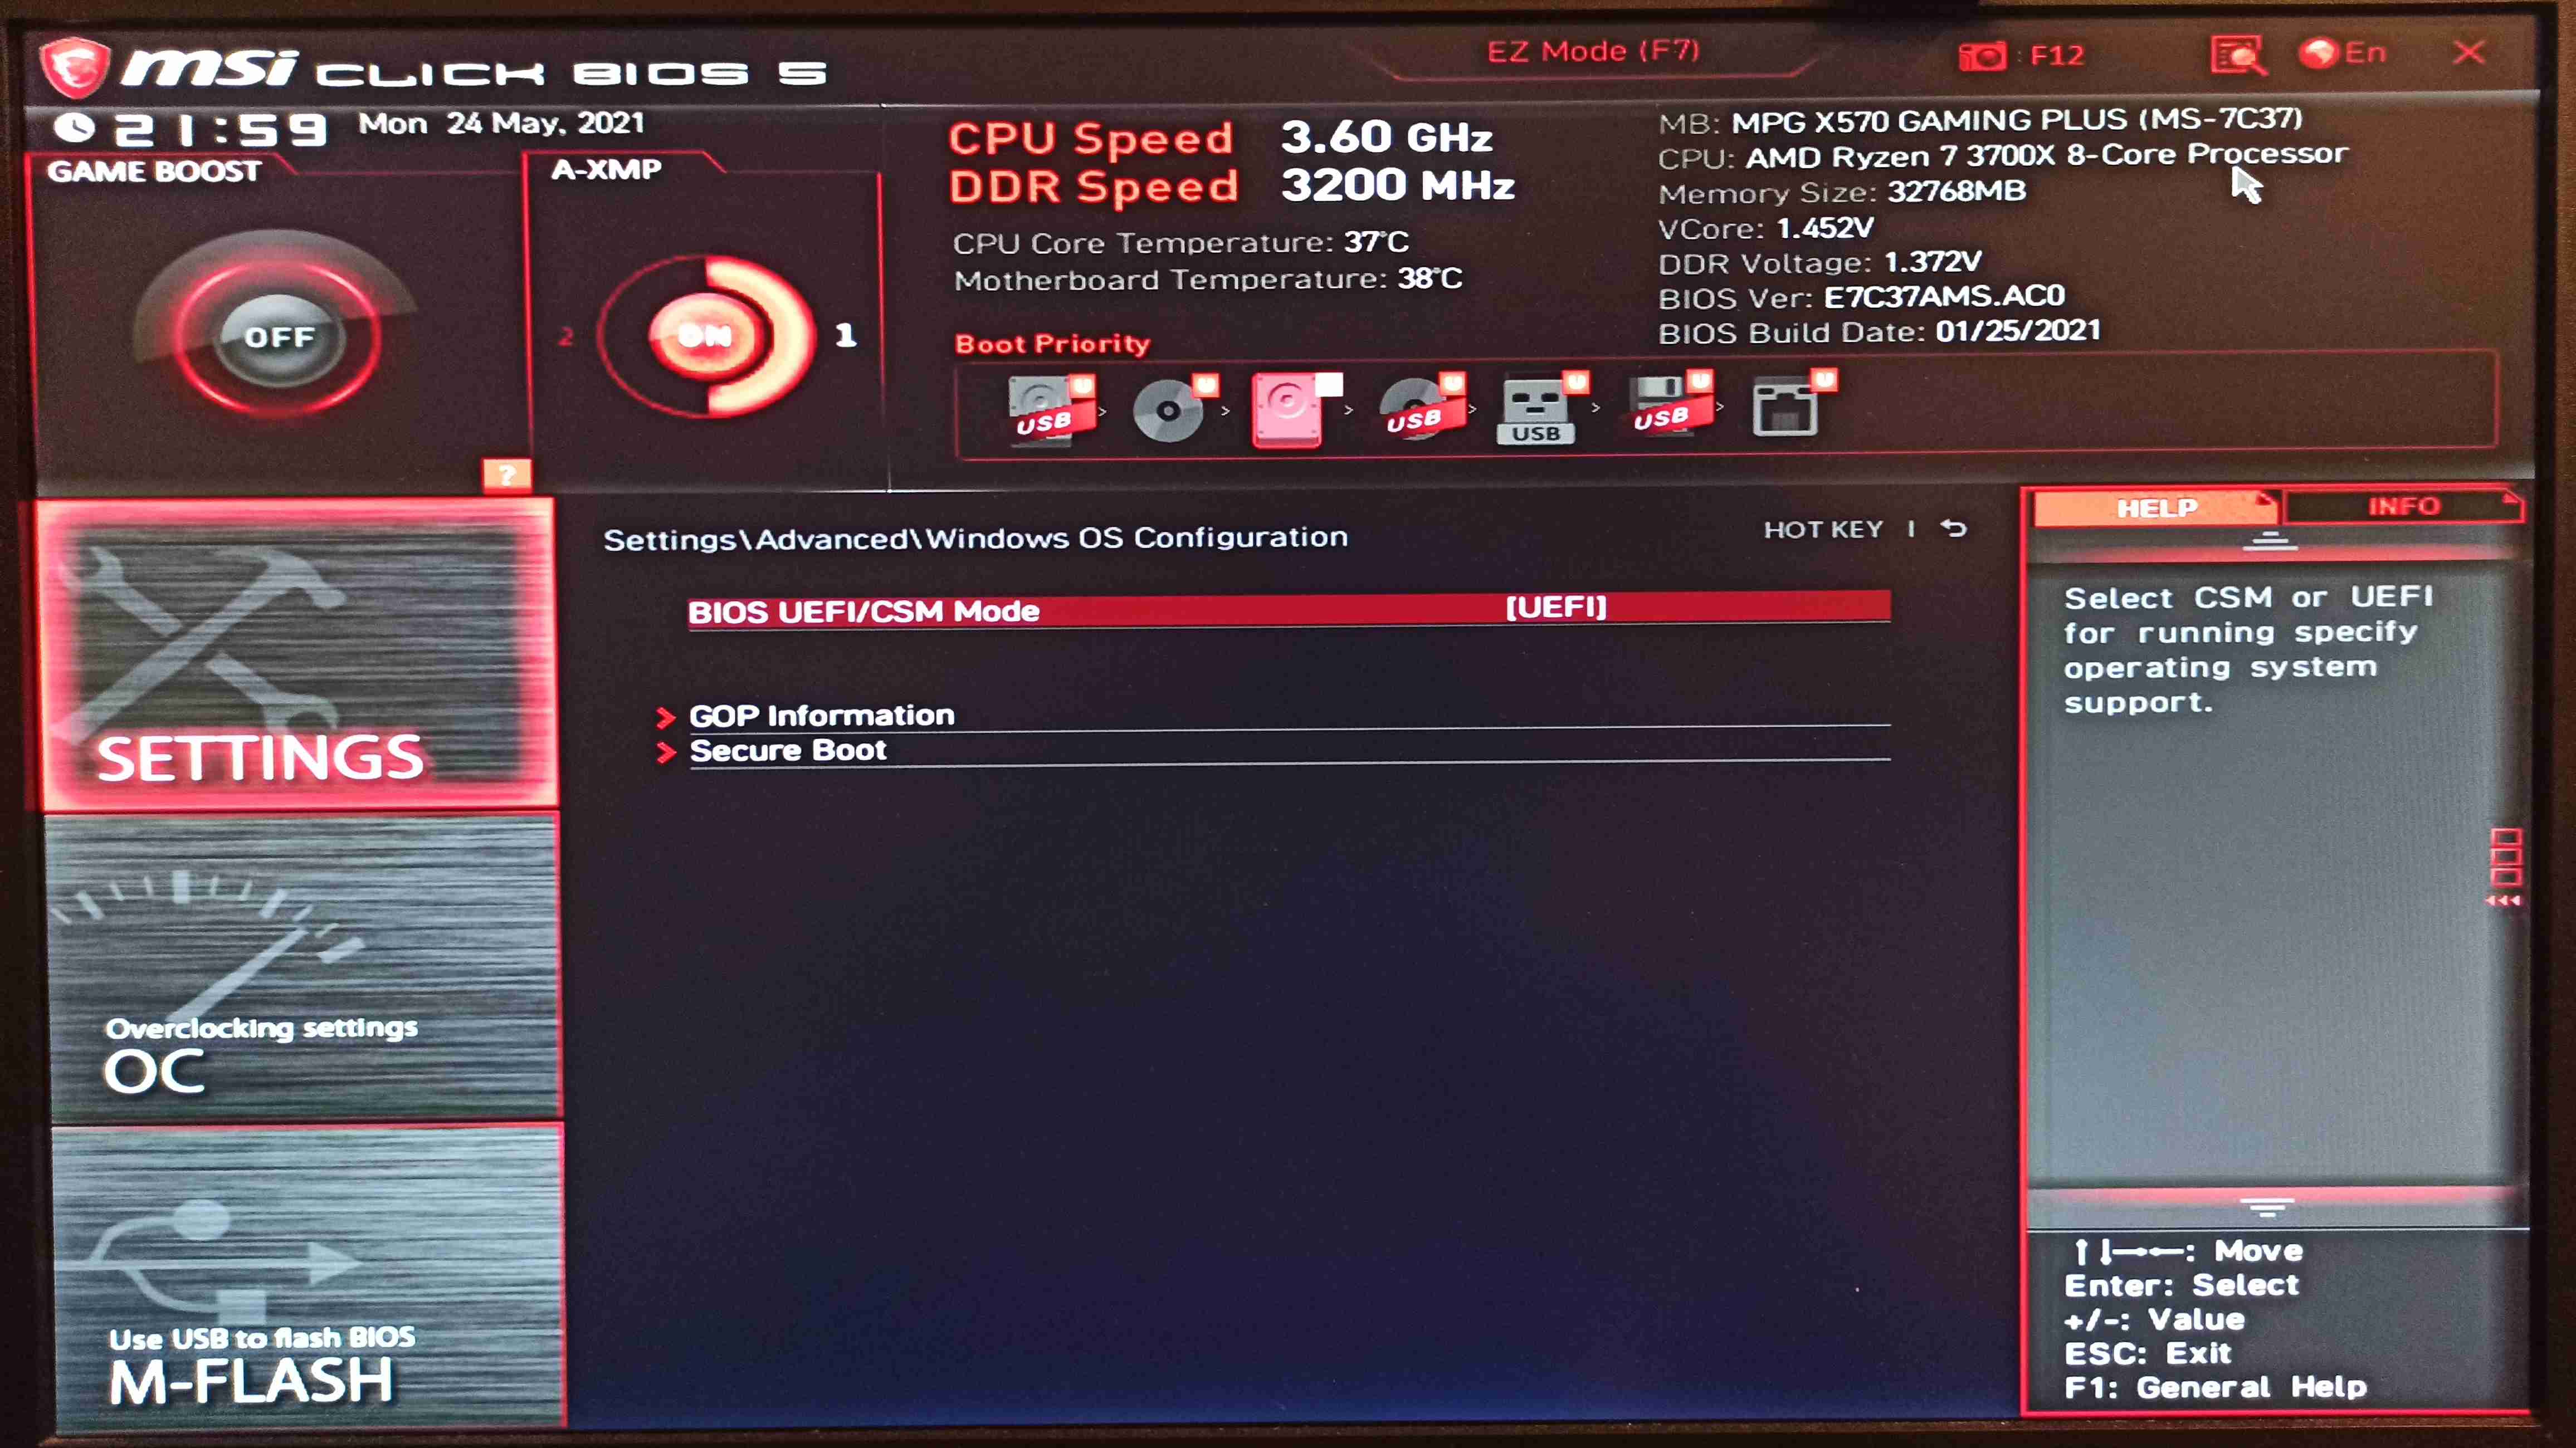 msi CLICK BIOS 5
EZ Mode (F7)
: F12
En
21:59 Mon 24 May, 2021
GAME BOOST
OFF
A-XMP
2 ON 1
?
CPU Speed 3.60 GHz
DDR Speed 3200 MHz
CPU Core Temperature: 37°C
Motherboard Temperature: 38°C
MB: MPG X570 GAMING PLUS (MS-7C37)
CPU: AMD Ryzen 7 3700X 8-Core Processor
Memory Size: 32768MB
VCore: 1.452V
DDR Voltage: 1.372V
BIOS Ver: E7C37AMS.AC0
BIOS Build Date: 01/25/2021
Boot Priority
U U U U U U
USB > > > USB > USB > USB >
SETTINGS
Overclocking settings
OC
Use USB to flash BIOS
M-FLASH
Settings\Advanced\Windows OS Configuration
HOT KEY |
BIOS UEFI/CSM Mode [UEFI]
> GOP Information
> Secure Boot
HELP INFO
Select CSM or UEFI
for running specify
operating system
support.
↑↓→←: Move
Enter: Select
+/-: Value
ESC: Exit
F1: General Help